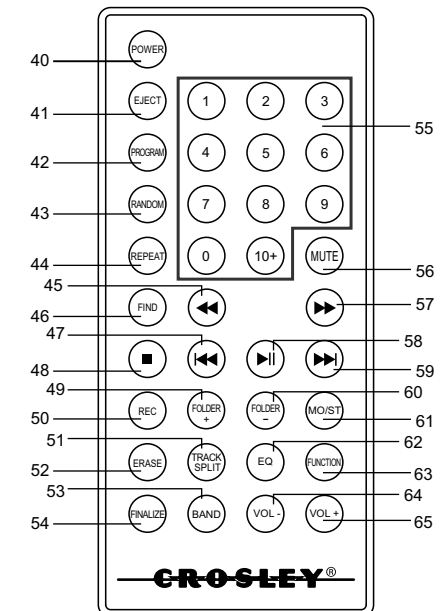 POWER
40
EJECT 1 2 3
41
55
PROGRAM 4 5 6
42
RANDOM 7 8 9
43
REPEAT 0 10+ MUTE
44
56
45
57
FIND
46
47
58
48
59
49
60
REC FOLDER + FOLDER − MO/ST
50
61
51
62
ERASE TRACK SPLIT EQ FUNCTION
52
63
53
64
FINALIZE BAND VOL - VOL +
54
65
CROSLEY®